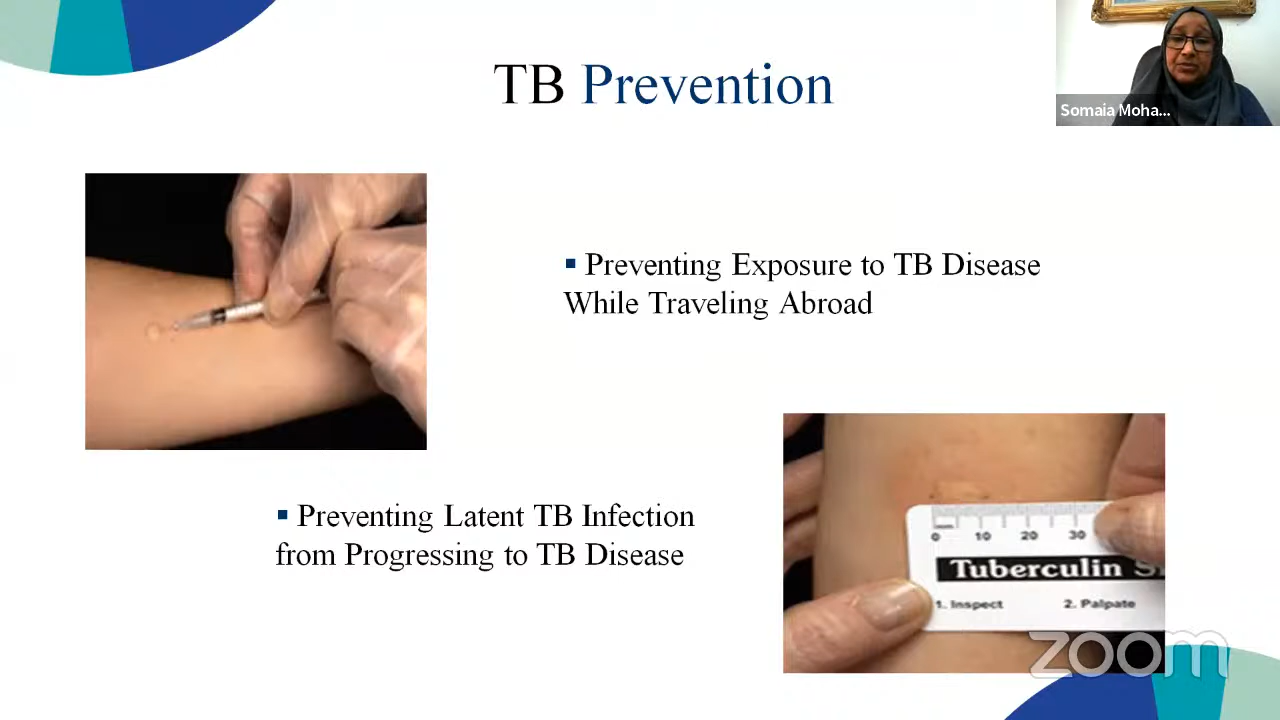 TB Prevention
Somaia Moha...
▪ Preventing Exposure to TB Disease
While Traveling Abroad
▪ Preventing Latent TB Infection
from Progressing to TB Disease
mm
0 10 20 30
Tuberculin S
1. Inspect 2. Palpate
zoom